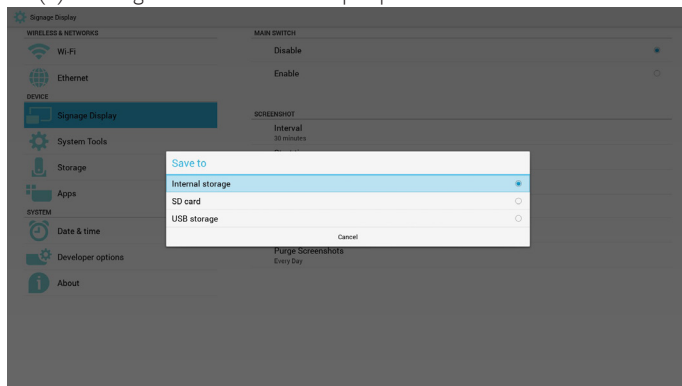 Signage Display
WIRELESS & NETWORKS
Wi-Fi
Ethernet
DEVICE
Signage Display
System Tools
Storage
Apps
SYSTEM
Date & time
Developer options
About
MAIN SWITCH
Disable
Enable
SCREENSHOT
Interval
30 minutes
Save to
Internal storage
SD card
USB storage
Cancel
Purge Screenshots
Every Day